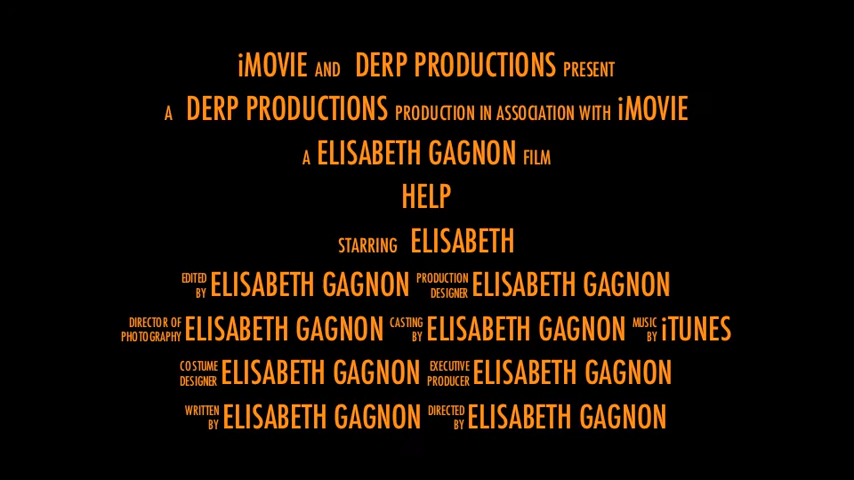 iMOVIE AND DERP PRODUCTIONS PRESENT
A DERP PRODUCTIONS PRODUCTION IN ASSOCIATION WITH iMOVIE
A ELISABETH GAGNON FILM
HELP
STARRING ELISABETH
EDITED BY ELISABETH GAGNON PRODUCTION DESIGNER ELISABETH GAGNON
DIRECTOR OF PHOTOGRAPHY ELISABETH GAGNON CASTING BY ELISABETH GAGNON MUSIC BY iTUNES
COSTUME DESIGNER ELISABETH GAGNON EXECUTIVE PRODUCER ELISABETH GAGNON
WRITTEN BY ELISABETH GAGNON DIRECTED BY ELISABETH GAGNON